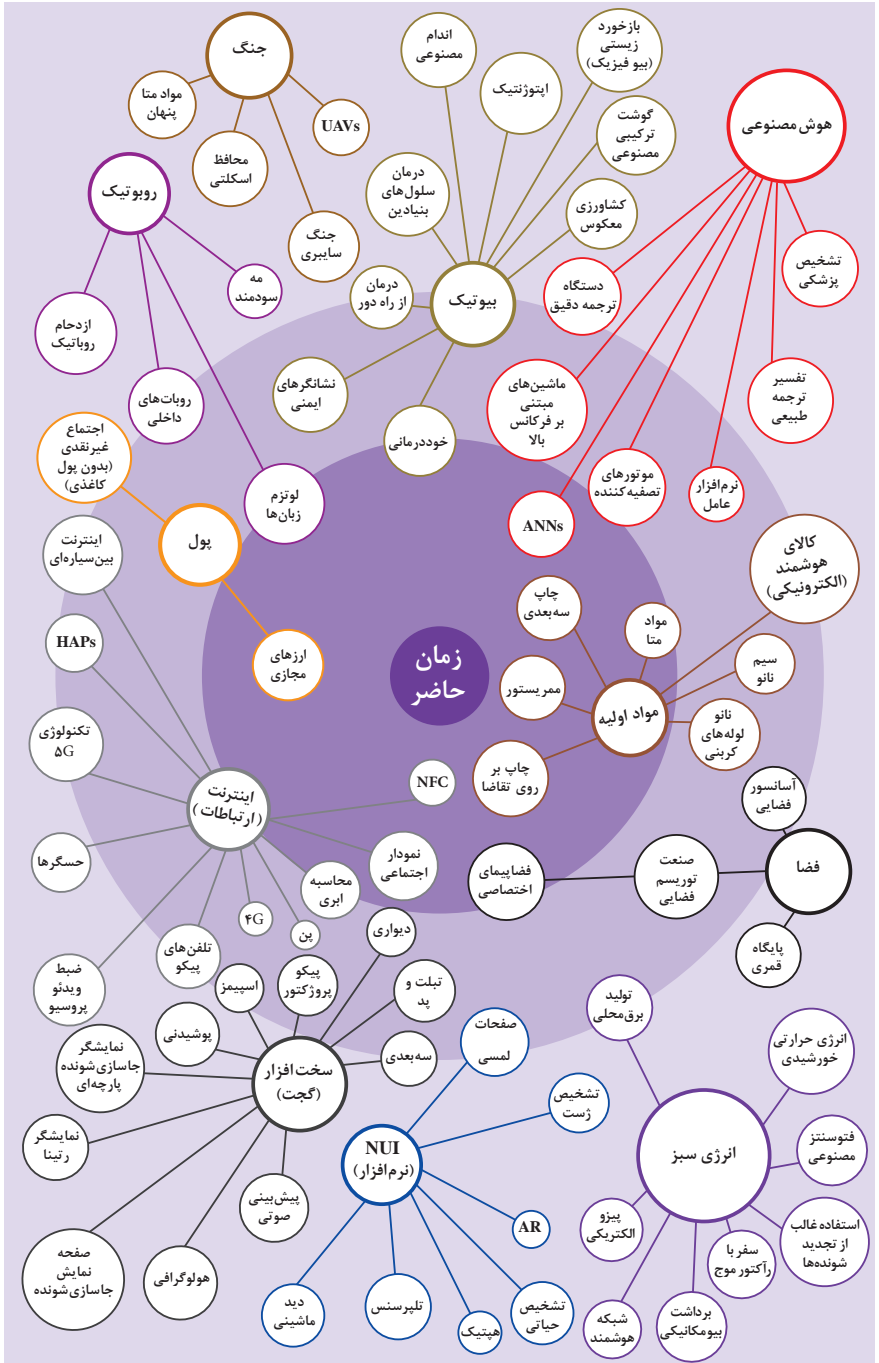 جنگ
مواد متا
پنهان
محافظ
اسکلتی
جنگ
سایبری
UAVs
روبوتیک
ازدحام
روباتیک
روبات‌های
داخلی
مه
سودمند
لوتزم
زبان‌ها
بیوتیک
اندام
مصنوعی
اپتوژنتیک
بازخورد
زیستی
(بیو فیزیک)
گوشت
ترکیبی
مصنوعی
کشاورزی
معکوس
درمان
سلول‌های
بنیادین
درمان
از راه دور
نشانگرهای
ایمنی
خوددرمانی
هوش مصنوعی
تشخیص
پزشکی
دستگاه
ترجمه دقیق
تفسیر
ترجمه
طبیعی
ماشین‌های
مبتنی
بر فرکانس
بالا
موتورهای
تصفیه‌کننده
نرم‌افزار
عامل
ANNs
پول
اجتماع
غیرنقدی
(بدون پول
کاغذی)
ارزهای
مجازی
زمان
حاضر
مواد اولیه
چاپ
سه‌بعدی
مواد
متا
کالای
هوشمند
(الکترونیکی)
سیم
نانو
نانو
لوله‌های
کربنی
ممریستور
چاپ بر
روی تقاضا
اینترنت
(ارتباطات)
اینترنت
بین‌سیاره‌ای
HAPs
تکنولوژی
۵G
حسگرها
ضبط
ویدئو
پروسیو
تلفن‌های
پیکو
۴G
پن
محاسبه
ابری
نمودار
اجتماعی
NFC
فضا
آسانسور
فضایی
صنعت
توریسم
فضایی
فضاپیمای
اختصاصی
پایگاه
قمری
سخت‌افزار
(گجت)
دیواری
تبلت و
پد
سه‌بعدی
پیکو
پروژکتور
اسپیمز
پوشیدنی
نمایشگر
جاسازی‌شونده
پارچه‌ای
نمایشگر
رتینا
صفحه
نمایش
جاسازی‌شونده
هولوگرافی
پیش‌بینی
صوتی
NUI
(نرم‌افزار)
صفحات
لمسی
تشخیص
ژست
AR
تشخیص
حیاتی
هپتیک
تلپرسنس
دید
ماشینی
انرژی سبز
تولید
برق‌محلی
انرژی حرارتی
خورشیدی
فتوسنتز
مصنوعی
استفاده غالب
از تجدید
شونده‌ها
سفر با
رآکتور موج
برداشت
بیومکانیکی
شبکه
هوشمند
پیزو
الکتریکی